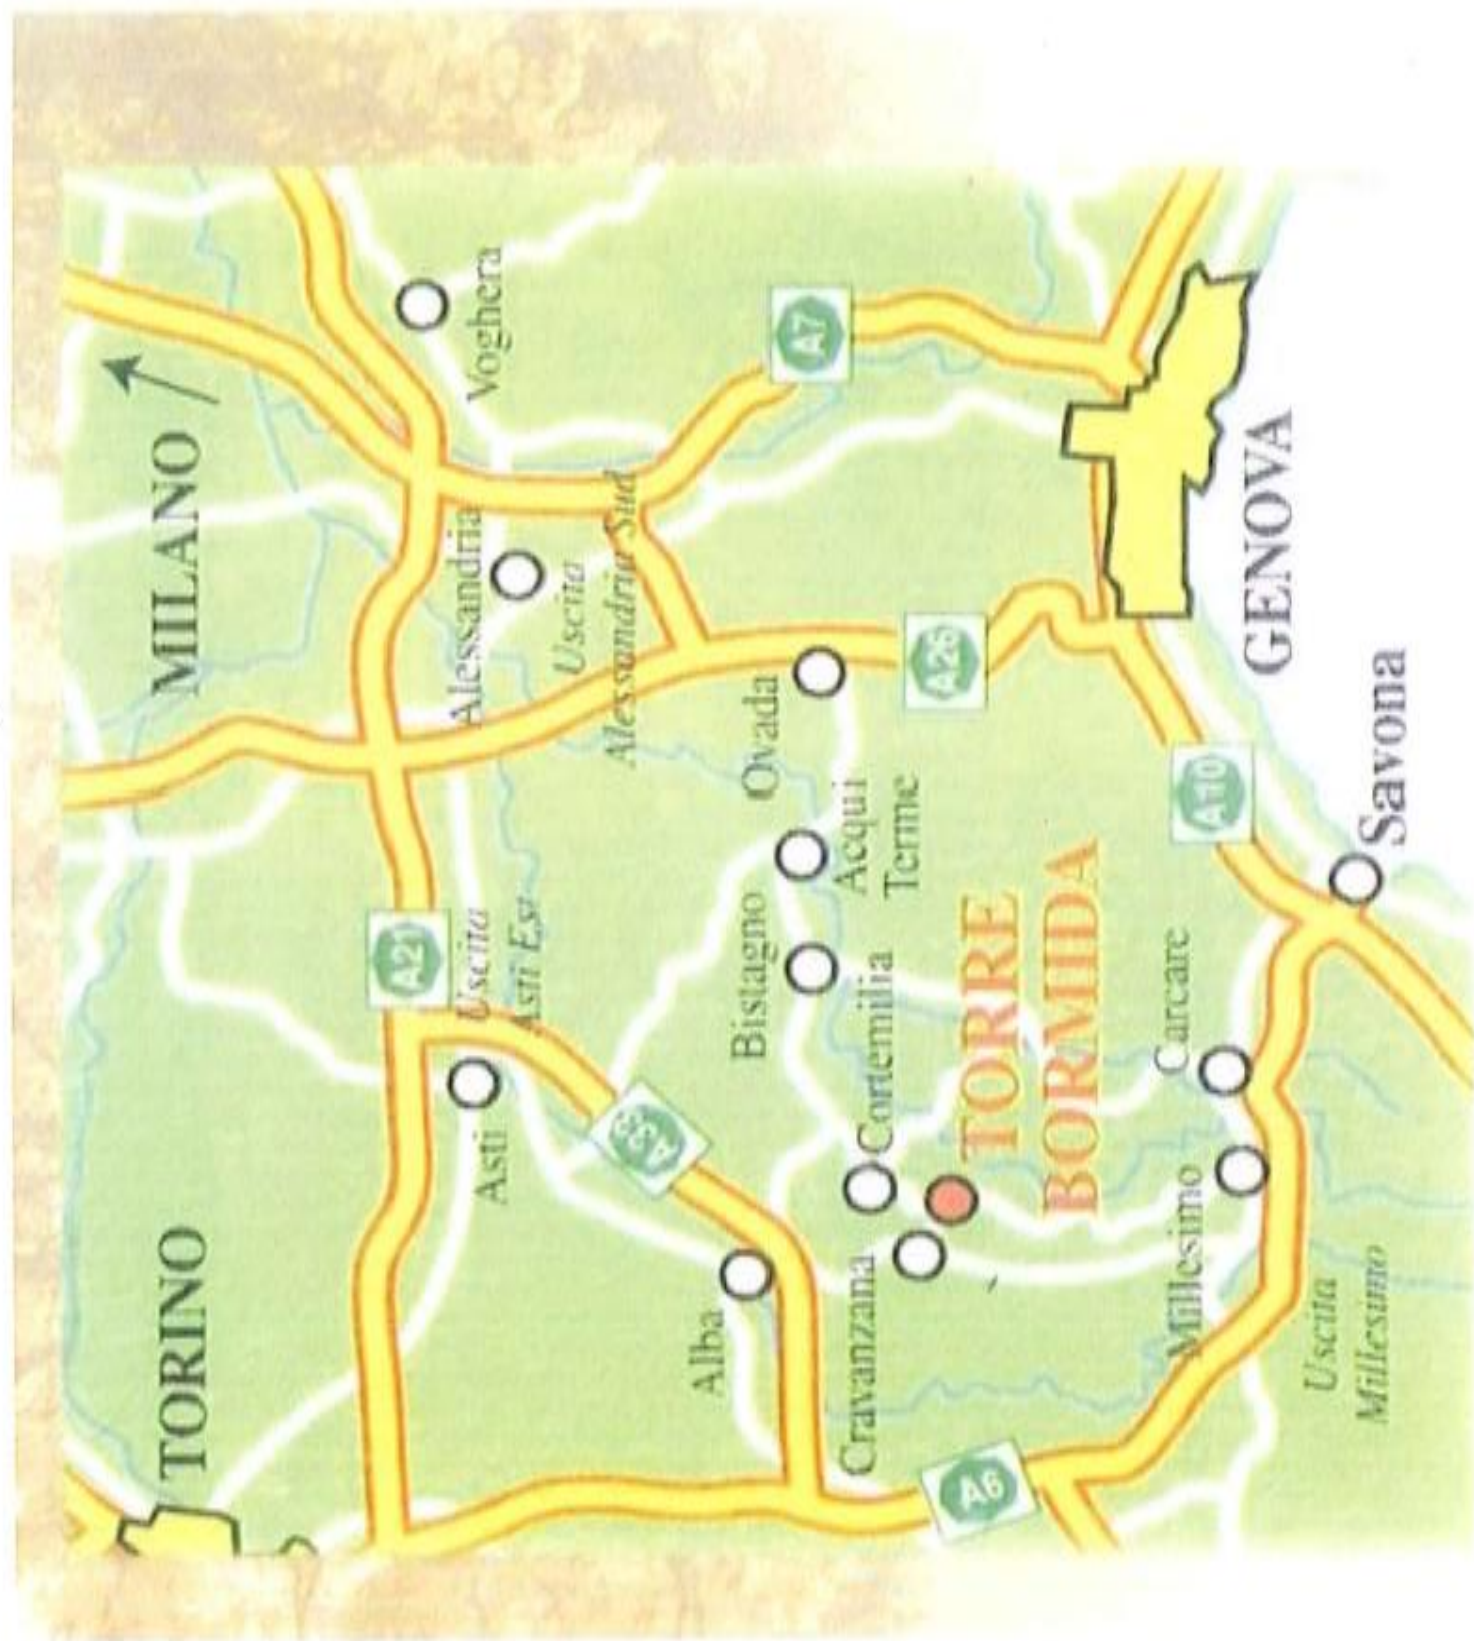 TORINO
MILANO
A21
Uscita
Asti Est
Asti
Alessandria
Voghera
Uscita
Alessandria Sud
Alba
Bistagno
Ovada
A7
Acqui
Terme
Cravanzana
Cortemilia
A26
A6
TORRE
BORMIDA
Carcare
Millesimo
A10
GENOVA
Uscita
Millesimo
Savona